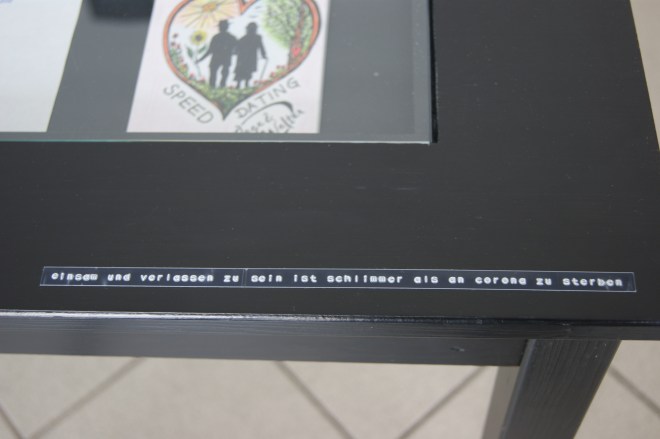 SPEED DATING
einsam und verlassen zu sein ist schlimmer als an corona zu sterben